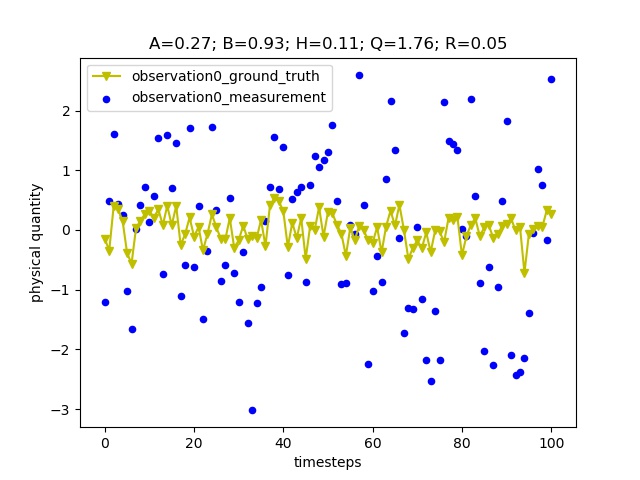 A=0.27; B=0.93; H=0.11; Q=1.76; R=0.05
observation0_ground_truth
observation0_measurement
physical quantity
2
1
0
−1
−2
−3
0 20 40 60 80 100
timesteps